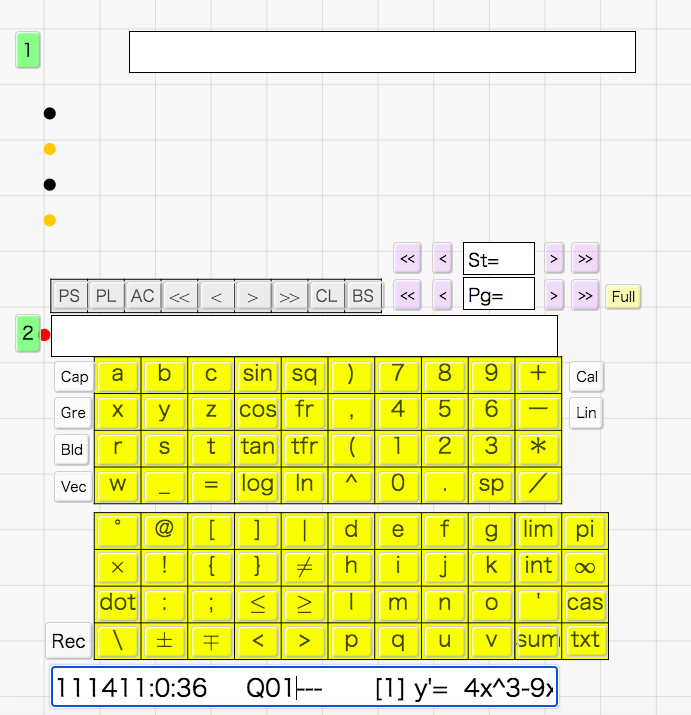 1
<< < St= > >>
PS PL AC << < > >> CL BS << < Pg= > >> Full
2
Cap a b c sin sq ) 7 8 9 + Cal
Gre x y z cos fr , 4 5 6 － Lin
Bld r s t tan tfr ( 1 2 3 *
Vec w _ = log ln ^ 0 . sp ／
° @ [ ] | d e f g lim pi
× ! { } ≠ h i j k int ∞
dot : ; ≤ ≥ l m n o ' cas
Rec \ ± ∓ < > p q u v sum txt
111411:0:36 Q01--- [1] y'= 4x^3-9x